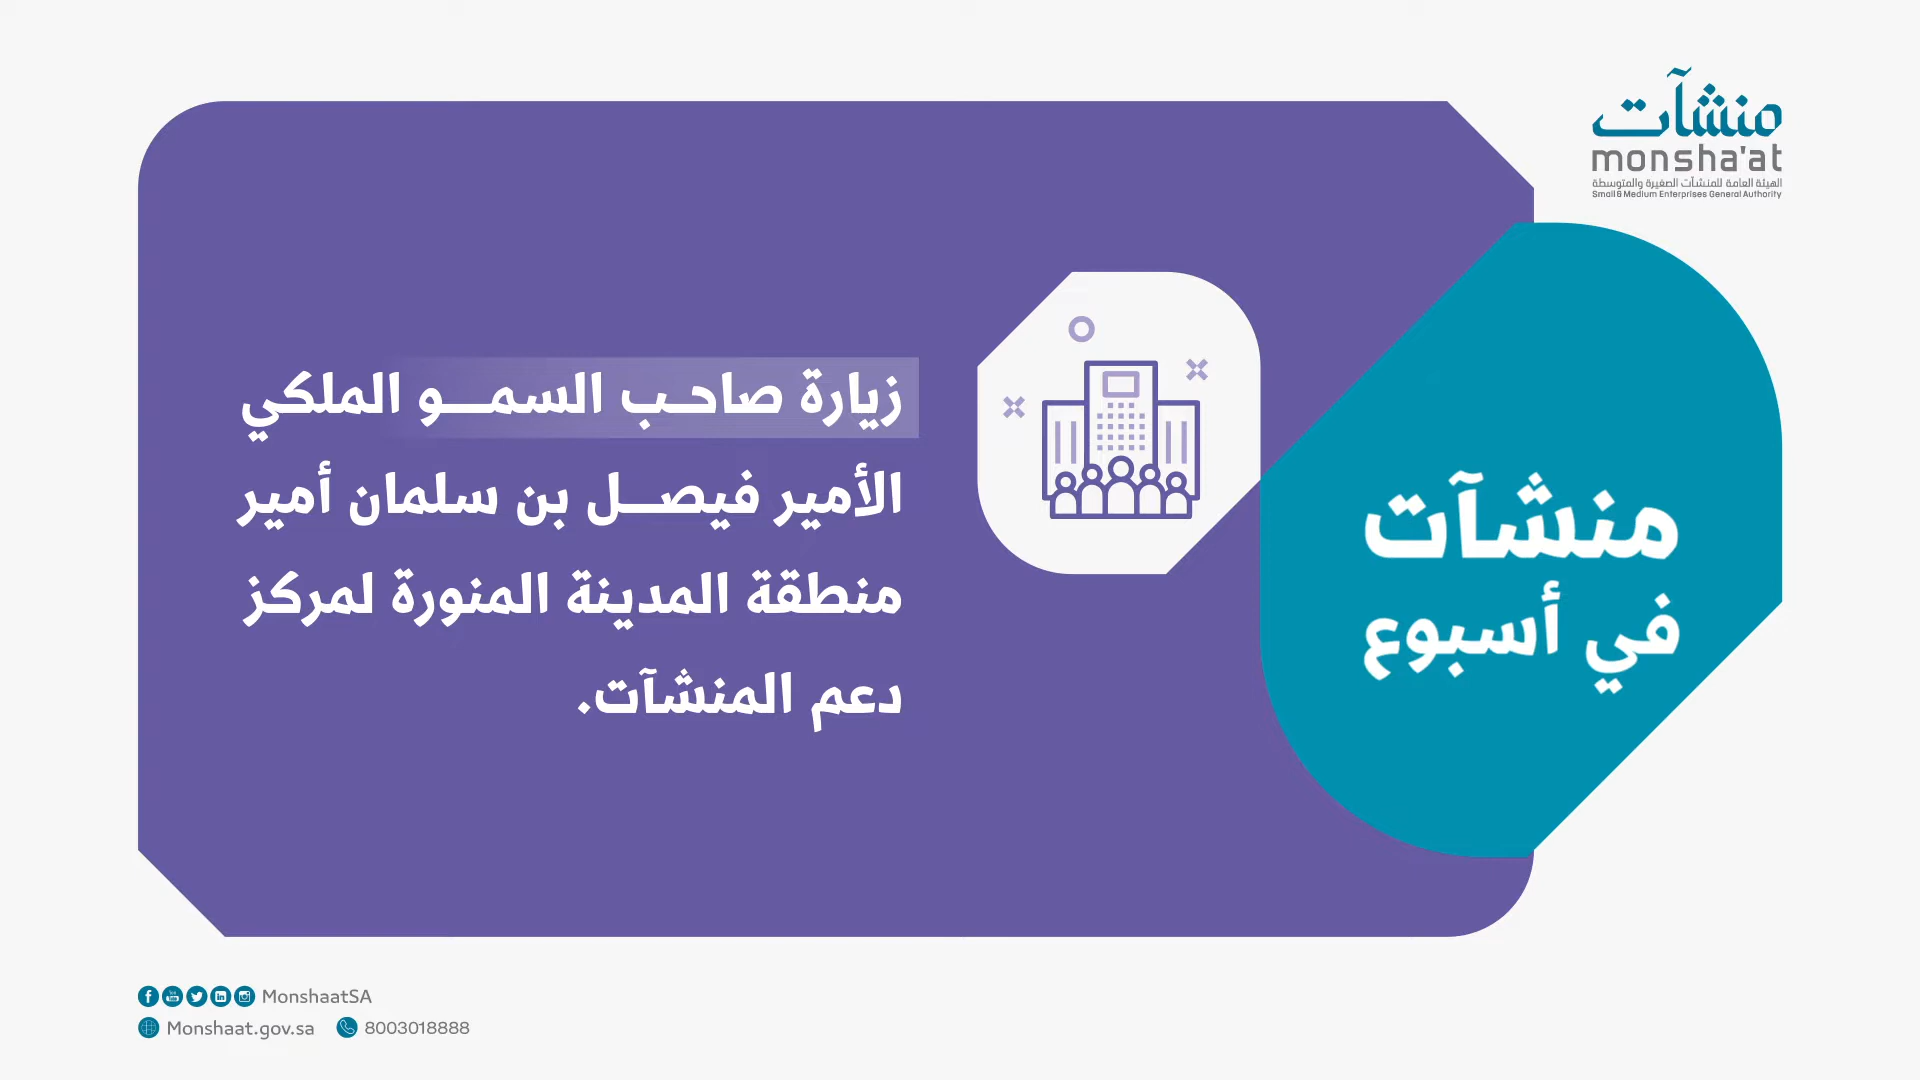 منشآت
monsha'at
الهيئة العامة للمنشآت الصغيرة والمتوسطة
Small & Medium Enterprises General Authority
منشآت
في أسبوع
زيارة صاحب السمو الملكي
الأمير فيصل بن سلمان أمير
منطقة المدينة المنورة لمركز
دعم المنشآت.
MonshaatSA
Monshaat.gov.sa 8003018888